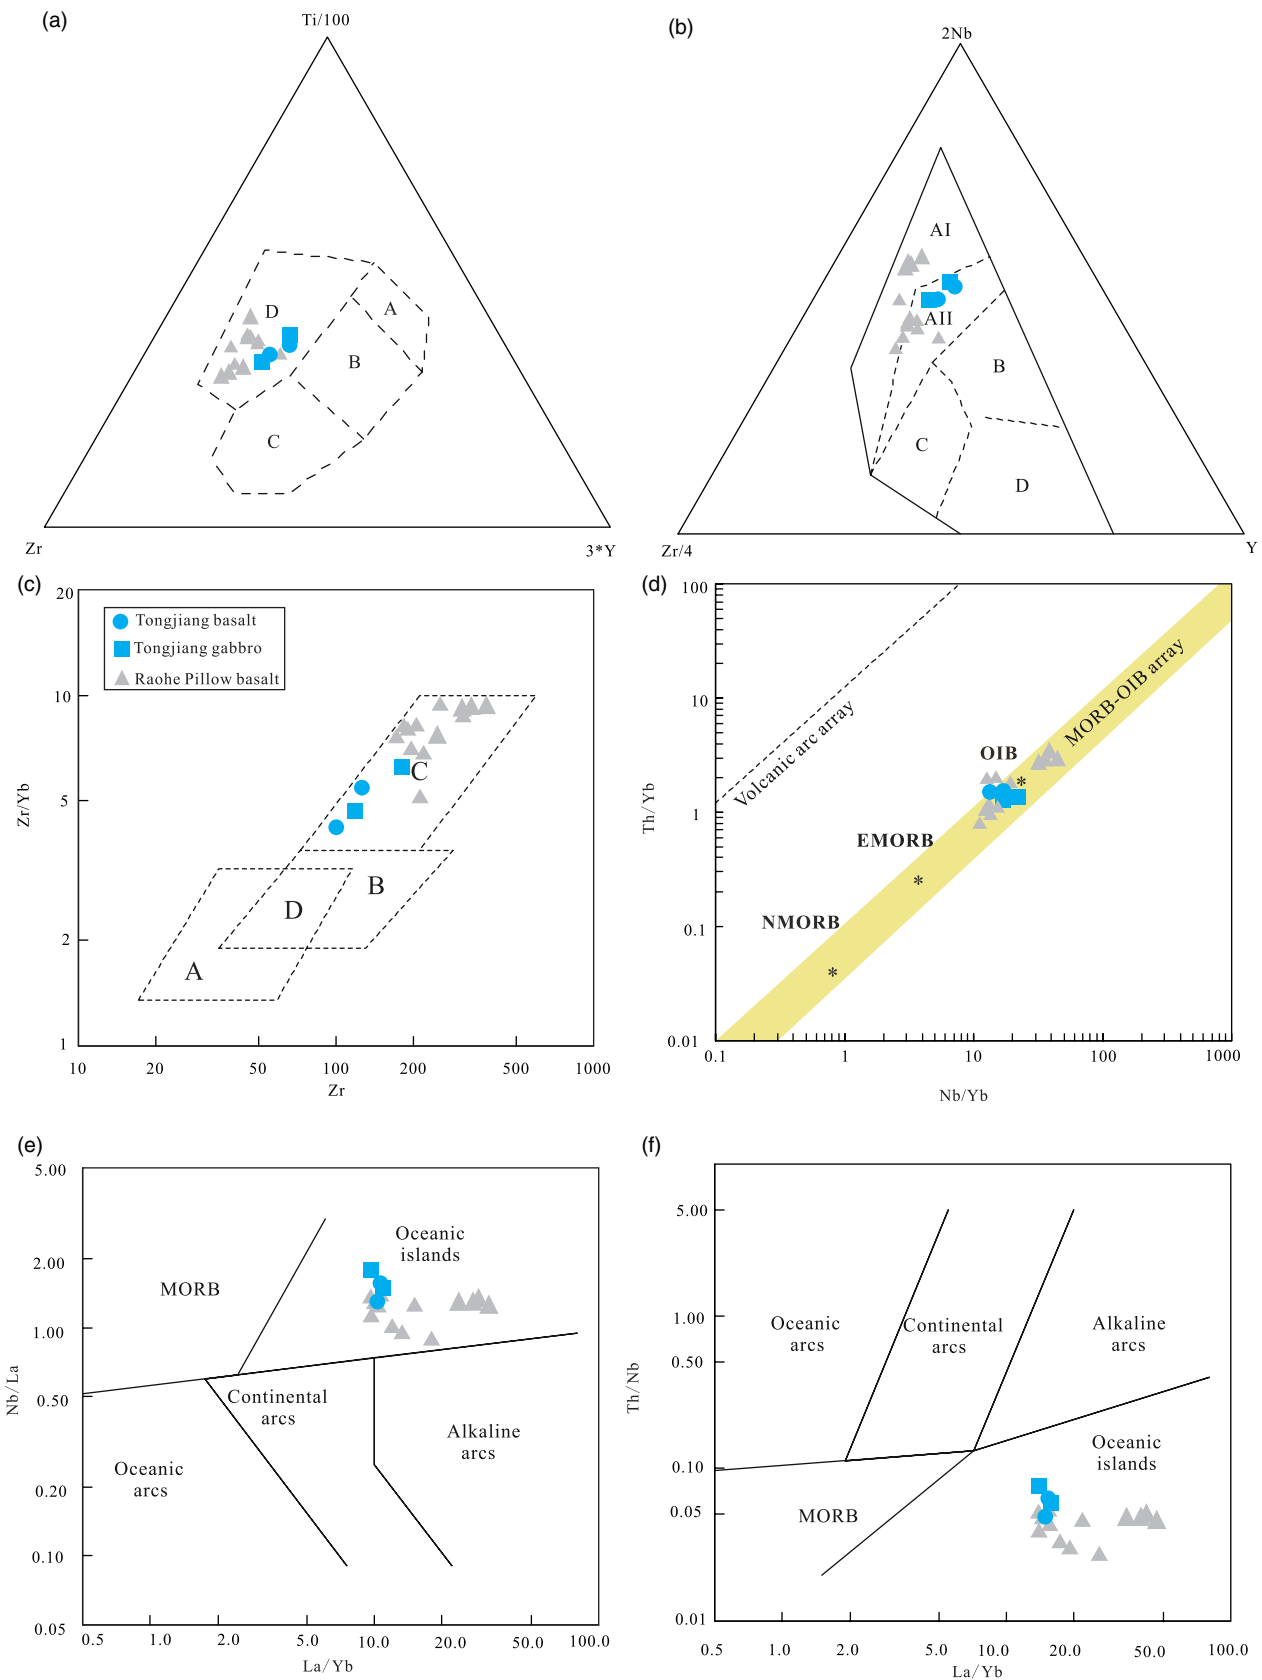 (a)
Ti/100
D
A
B
C
Zr
3*Y
(b)
2Nb
AI
AII
B
C
D
Zr/4
Y
(c)
20
10
5
2
1
Zr/Yb
Tongjiang basalt
Tongjiang gabbro
Raohe Pillow basalt
C
B
D
A
10
20
50
100
200
500
1000
Zr
(d)
100
10
1
0.1
0.01
Th/Yb
Volcanic arc array
MORB-OIB array
OIB
*
EMORB
*
NMORB
*
0.1
1
10
100
1000
Nb/Yb
(e)
5.00
2.00
1.00
0.50
0.20
0.10
0.05
Nb/La
Oceanic
islands
MORB
Continental
arcs
Alkaline
arcs
Oceanic
arcs
0.5
1.0
2.0
5.0
10.0
20.0
50.0
100.0
La/Yb
(f)
5.00
1.00
0.50
0.10
0.05
0.01
Th/Nb
Oceanic
arcs
Continental
arcs
Alkaline
arcs
Oceanic
islands
MORB
0.5
1.0
2.0
5.0
10.0
20.0
50.0
100.0
La/Yb